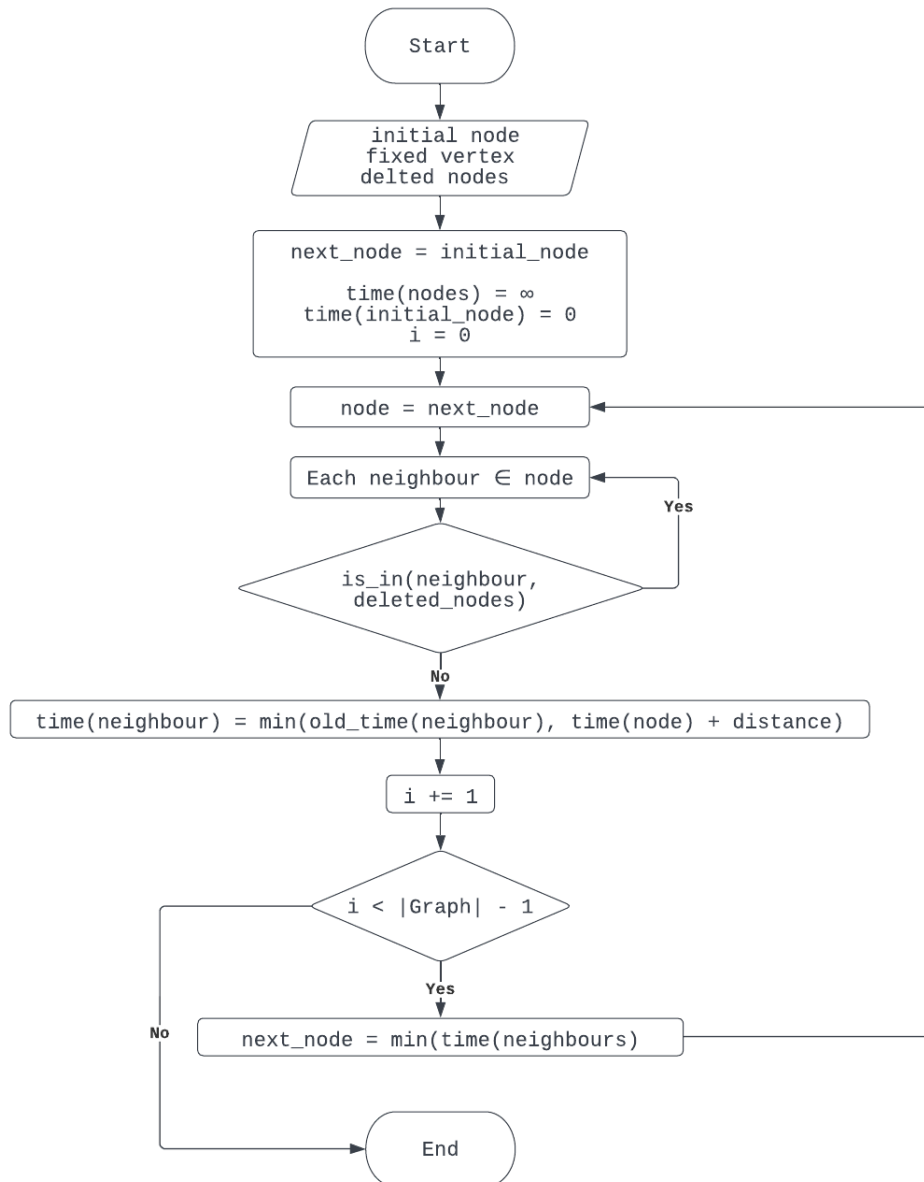 Start
initial node
fixed vertex
delted nodes
next_node = initial_node
time(nodes) = ∞
time(initial_node) = 0
i = 0
node = next_node
Each neighbour ∈ node
Yes
is_in(neighbour,
deleted_nodes)
No
time(neighbour) = min(old_time(neighbour), time(node) + distance)
i += 1
i < |Graph| - 1
Yes
No
next_node = min(time(neighbours)
End